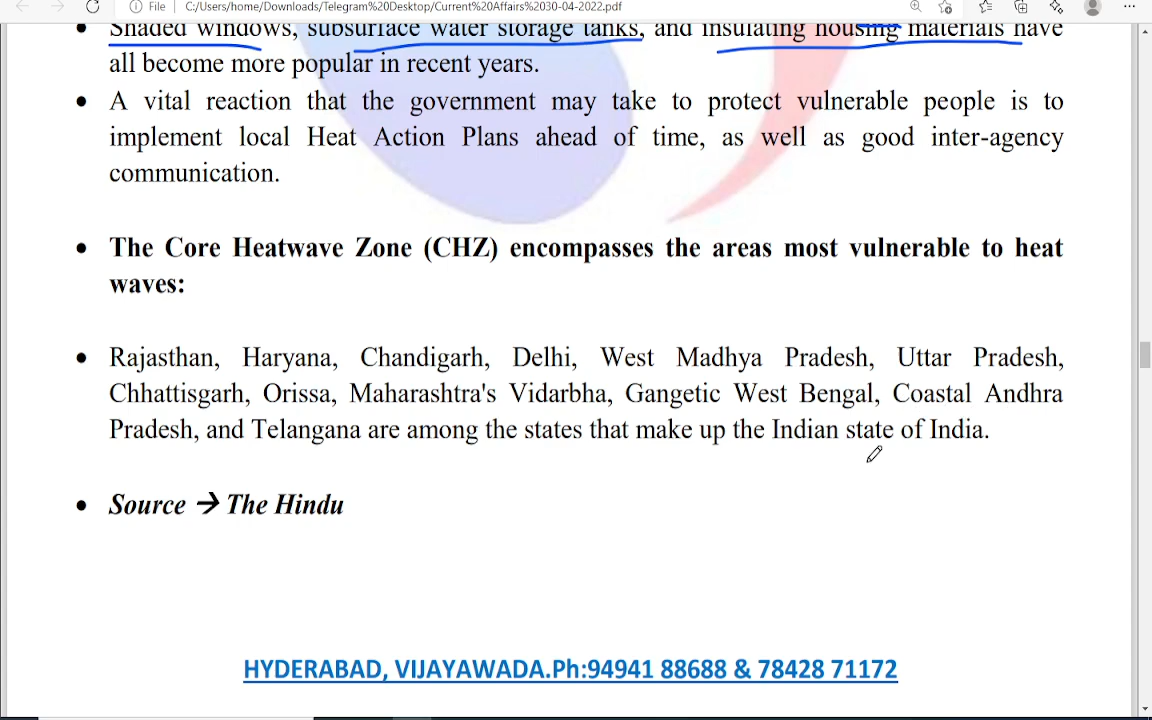 File
C:/Users/home/Downloads/Telegram%20Desktop/Current%20Affairs%2030-04-2022.pdf
• Shaded windows, subsurface water storage tanks, and insulating housing materials have
all become more popular in recent years.
• A vital reaction that the government may take to protect vulnerable people is to
implement local Heat Action Plans ahead of time, as well as good inter-agency
communication.
• The Core Heatwave Zone (CHZ) encompasses the areas most vulnerable to heat
waves:
• Rajasthan, Haryana, Chandigarh, Delhi, West Madhya Pradesh, Uttar Pradesh,
Chhattisgarh, Orissa, Maharashtra's Vidarbha, Gangetic West Bengal, Coastal Andhra
Pradesh, and Telangana are among the states that make up the Indian state of India.
• Source → The Hindu
HYDERABAD, VIJAYAWADA.Ph:94941 88688 & 78428 71172